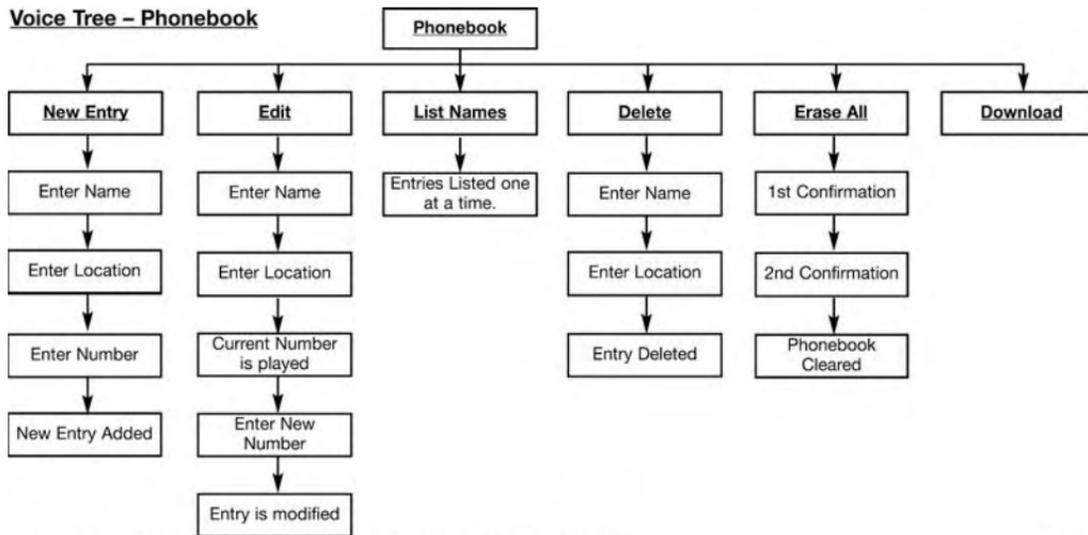 Voice Tree – Phonebook
Phonebook
New Entry
Edit
List Names
Delete
Erase All
Download
Enter Name
Enter Name
Entries Listed one
at a time.
Enter Name
1st Confirmation
Enter Location
Enter Location
Enter Location
2nd Confirmation
Enter Number
Current Number
is played
Entry Deleted
Phonebook
Cleared
New Entry Added
Enter New
Number
Entry is modified